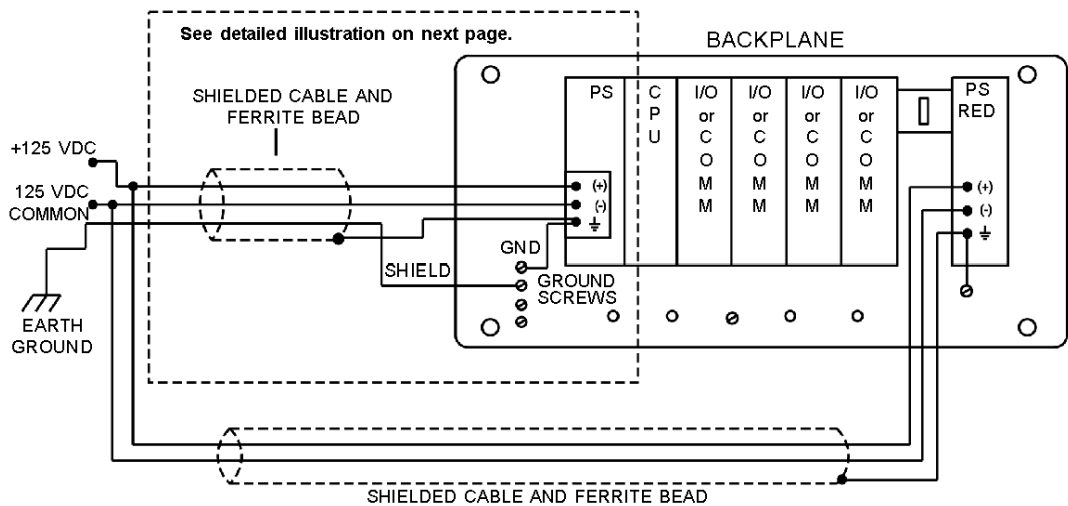 See detailed illustration on next page.
BACKPLANE
SHIELDED CABLE AND
FERRITE BEAD
+125 VDC
125 VDC
COMMON
PS
C
P
U
I/O
or
C
O
M
M
I/O
or
C
O
M
M
I/O
or
C
O
M
M
I/O
or
C
O
M
M
PS
RED
(+)
(-)
(+)
(-)
GND
SHIELD
GROUND
SCREWS
EARTH
GROUND
SHIELDED CABLE AND FERRITE BEAD